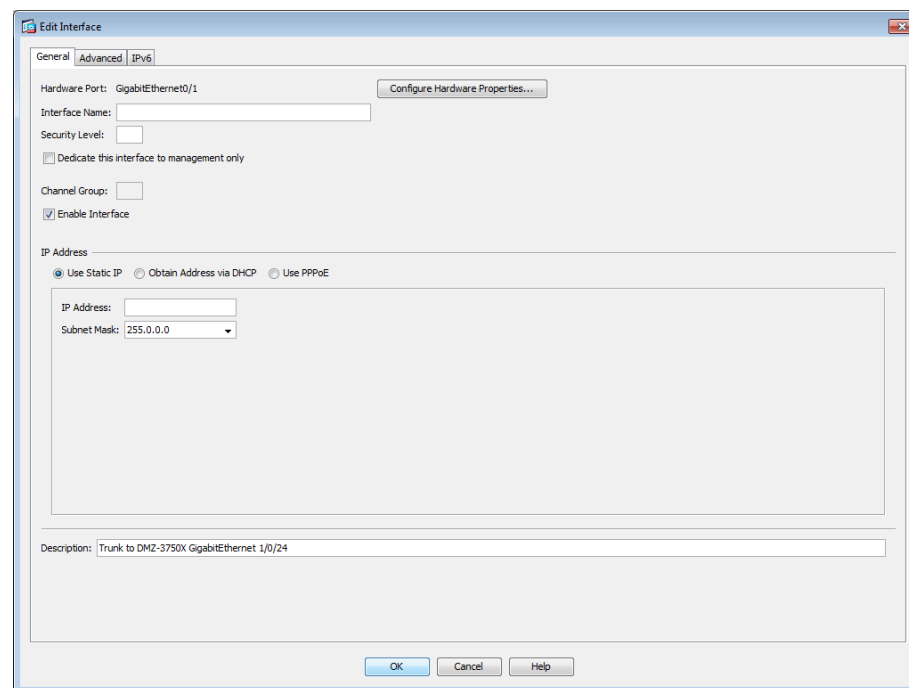 Edit Interface
General Advanced IPv6
Hardware Port: GigabitEthernet0/1 Configure Hardware Properties...
Interface Name:
Security Level:
Dedicate this interface to management only
Channel Group:
Enable Interface
IP Address
Use Static IP Obtain Address via DHCP Use PPPoE
IP Address:
Subnet Mask: 255.0.0.0
Description: Trunk to DMZ-3750X GigabitEthernet 1/0/24
OK Cancel Help